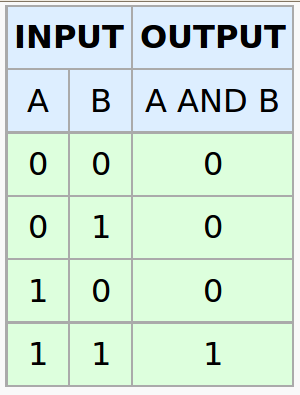 INPUT OUTPUT
A B A AND B
0 0 0
0 1 0
1 0 0
1 1 1